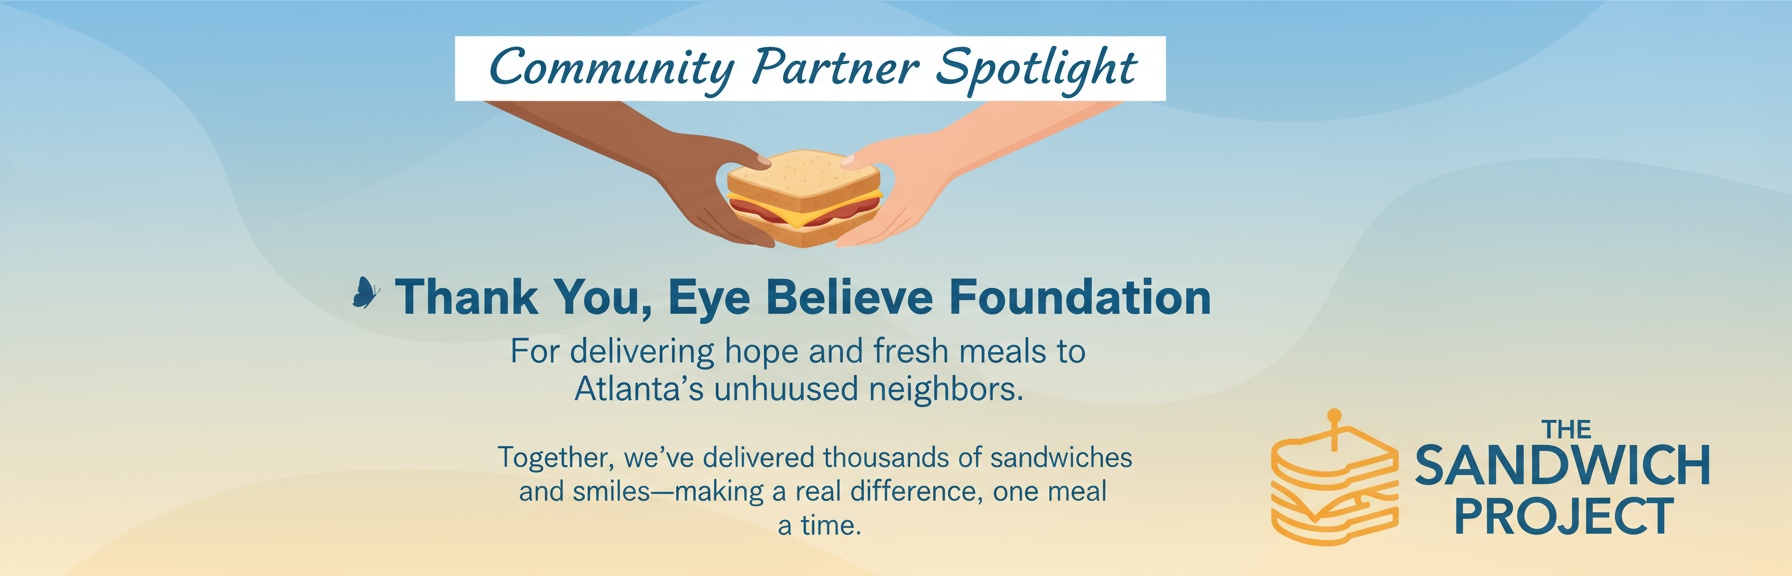 Community Partner Spotlight
Thank You, Eye Believe Foundation
For delivering hope and fresh meals to
Atlanta’s unhuused neighbors.
Together, we’ve delivered thousands of sandwiches
and smiles—making a real difference, one meal
a time.
THE
SANDWICH
PROJECT